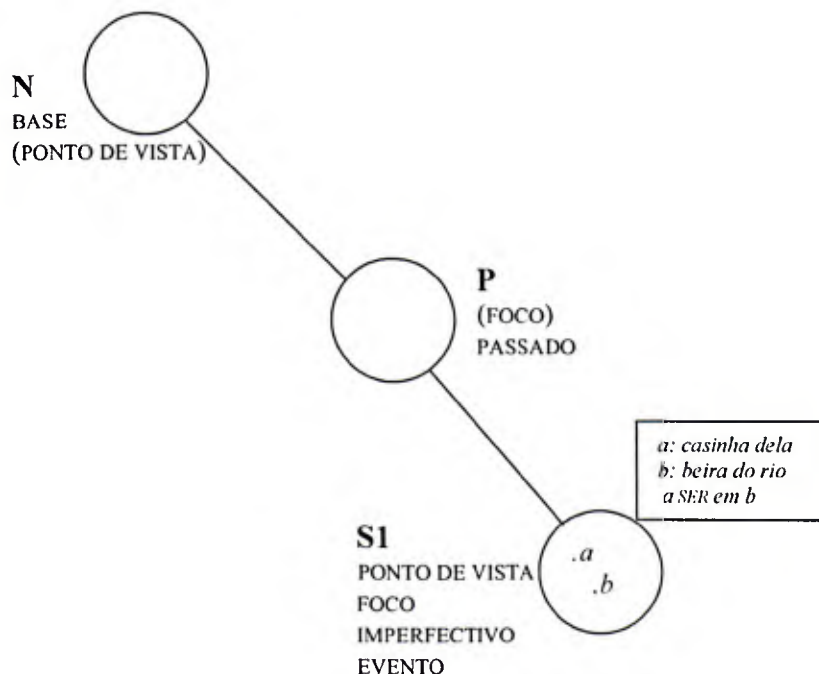 N
BASE
(PONTO DE VISTA)
P
(FOCO)
PASSADO
a: casinha dela
b: beira do rio
a SER em b
S1
PONTO DE VISTA
FOCO
IMPERFECTIVO
EVENTO
.a
.b